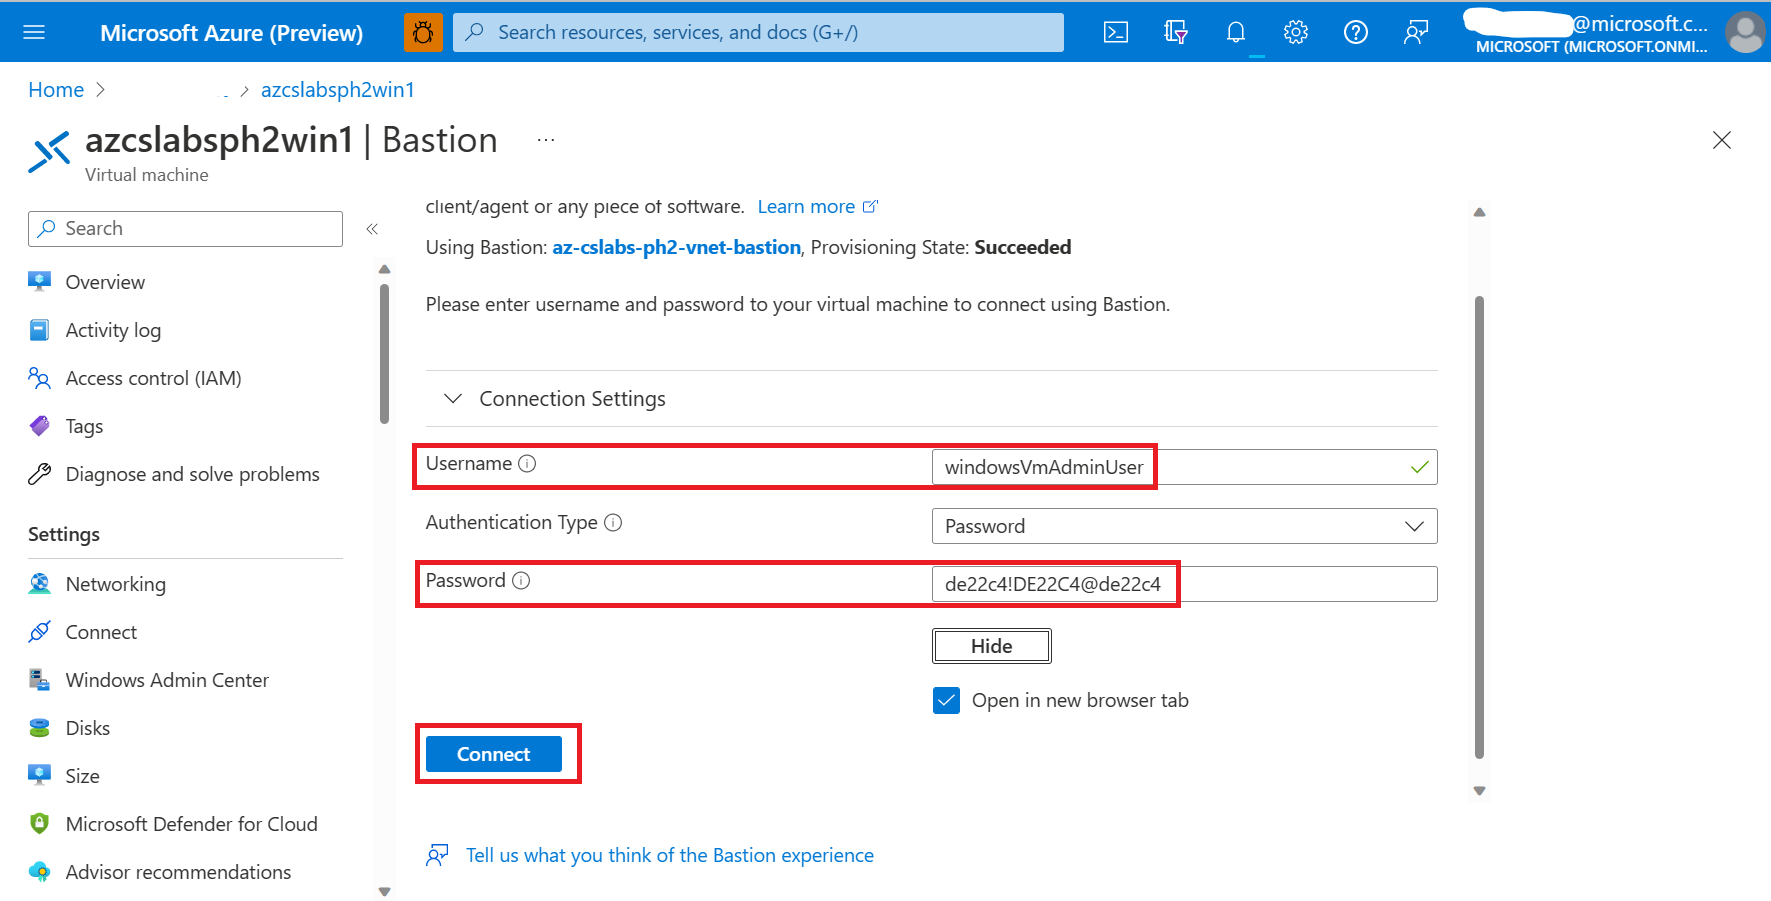 Microsoft Azure (Preview)
Search resources, services, and docs (G+/)
@microsoft.c...
MICROSOFT (MICROSOFT.ONMI...
Home > > azcslabsph2win1
azcslabsph2win1 | Bastion ...
Virtual machine
Search
Overview
Activity log
Access control (IAM)
Tags
Diagnose and solve problems
Settings
Networking
Connect
Windows Admin Center
Disks
Size
Microsoft Defender for Cloud
Advisor recommendations
client/agent or any piece of software. Learn more
Using Bastion: az-cslabs-ph2-vnet-bastion, Provisioning State: Succeeded
Please enter username and password to your virtual machine to connect using Bastion.
Connection Settings
Username windowsVmAdminUser
Authentication Type Password
Password de22c4!DE22C4@de22c4
Hide
Open in new browser tab
Connect
Tell us what you think of the Bastion experience